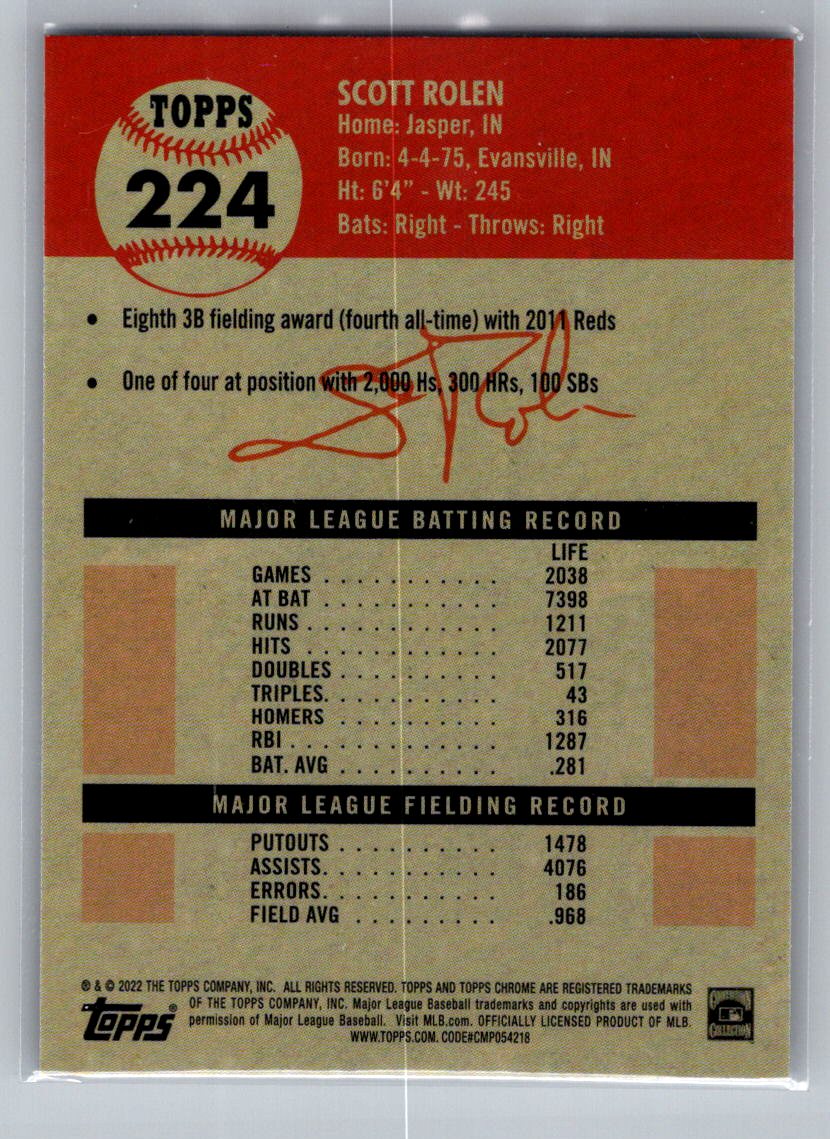 TOPPS
224
SCOTT ROLEN
Home: Jasper, IN
Born: 4-4-75, Evansville, IN
Ht: 6'4" - Wt: 245
Bats: Right - Throws: Right
• Eighth 3B fielding award (fourth all-time) with 2011 Reds
• One of four at position with 2,000 Hs, 300 HRs, 100 SBs
Scott Rolen
MAJOR LEAGUE BATTING RECORD
LIFE
GAMES . . . . . . . . . . . 2038
AT BAT . . . . . . . . . . . 7398
RUNS . . . . . . . . . . . . 1211
HITS . . . . . . . . . . . . 2077
DOUBLES . . . . . . . . . . 517
TRIPLES. . . . . . . . . . . 43
HOMERS . . . . . . . . . . 316
RBI . . . . . . . . . . . . . 1287
BAT. AVG . . . . . . . . . . .281
MAJOR LEAGUE FIELDING RECORD
PUTOUTS . . . . . . . . . . 1478
ASSISTS. . . . . . . . . . . 4076
ERRORS. . . . . . . . . . . 186
FIELD AVG . . . . . . . . . .968
® & © 2022 THE TOPPS COMPANY, INC. ALL RIGHTS RESERVED. TOPPS AND TOPPS CHROME ARE REGISTERED TRADEMARKS
OF THE TOPPS COMPANY, INC. Major League Baseball trademarks and copyrights are used with
permission of Major League Baseball. Visit MLB.com. OFFICIALLY LICENSED PRODUCT OF MLB.
WWW.TOPPS.COM. CODE#CMP054218
Topps®
COOPERSTOWN
COLLECTION